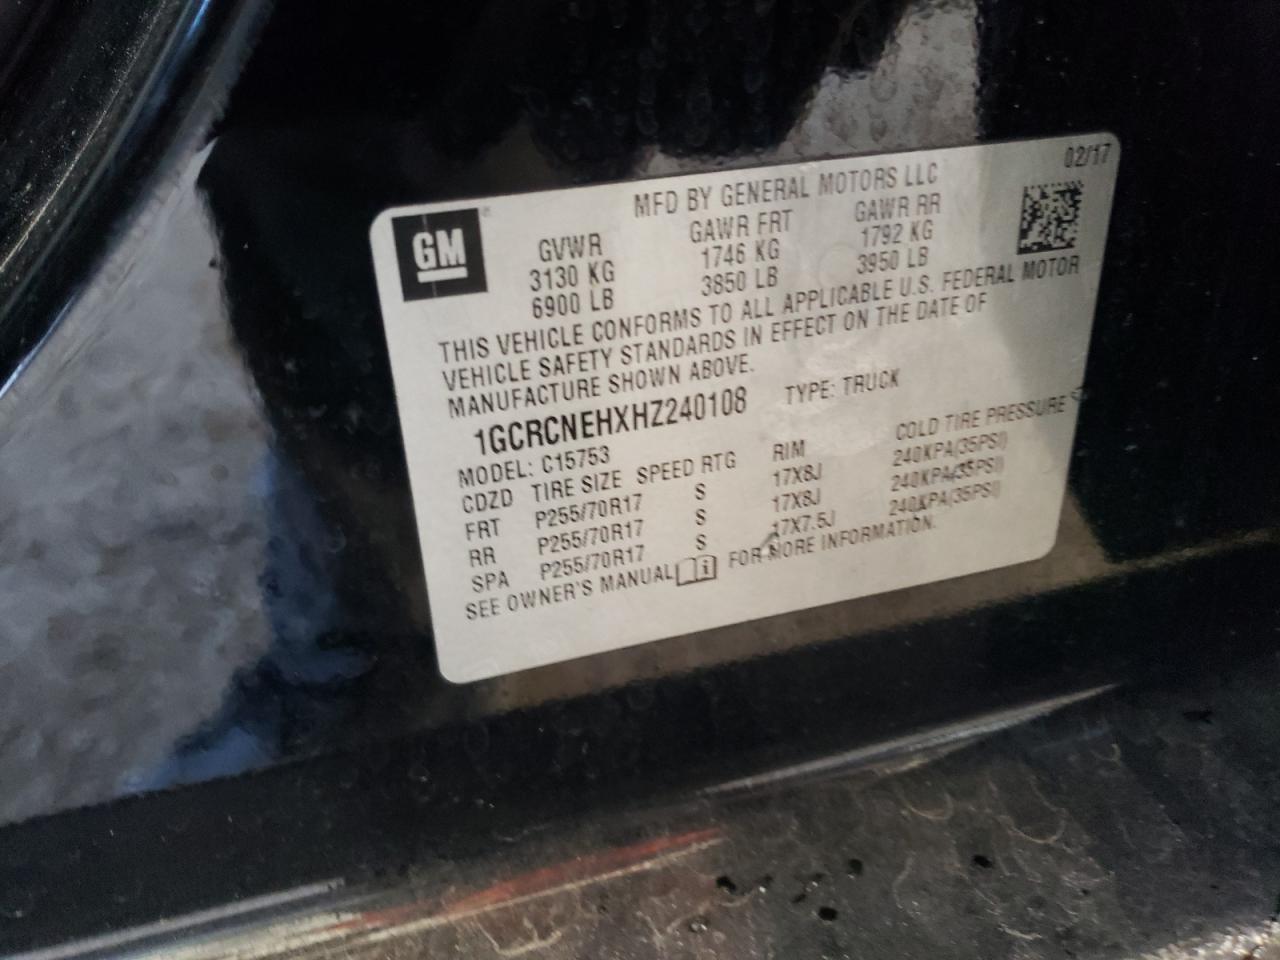 02/17
MFD BY GENERAL MOTORS LLC
GM
GVWR GAWR FRT GAWR RR
3130 KG 1746 KG 1792 KG
6900 LB 3850 LB 3950 LB
THIS VEHICLE CONFORMS TO ALL APPLICABLE U.S. FEDERAL MOTOR
VEHICLE SAFETY STANDARDS IN EFFECT ON THE DATE OF
MANUFACTURE SHOWN ABOVE.
1GCRCNEHXHZ240108 TYPE: TRUCK
MODEL: C15753
CDZD TIRE SIZE SPEED RTG RIM COLD TIRE PRESSURE
FRT P255/70R17 S 17X8J 240KPA(35PSI)
RR P255/70R17 S 17X8J 240KPA(35PSI)
SPA P255/70R17 S 17X7.5J 240KPA(35PSI)
SEE OWNER'S MANUAL FOR MORE INFORMATION.